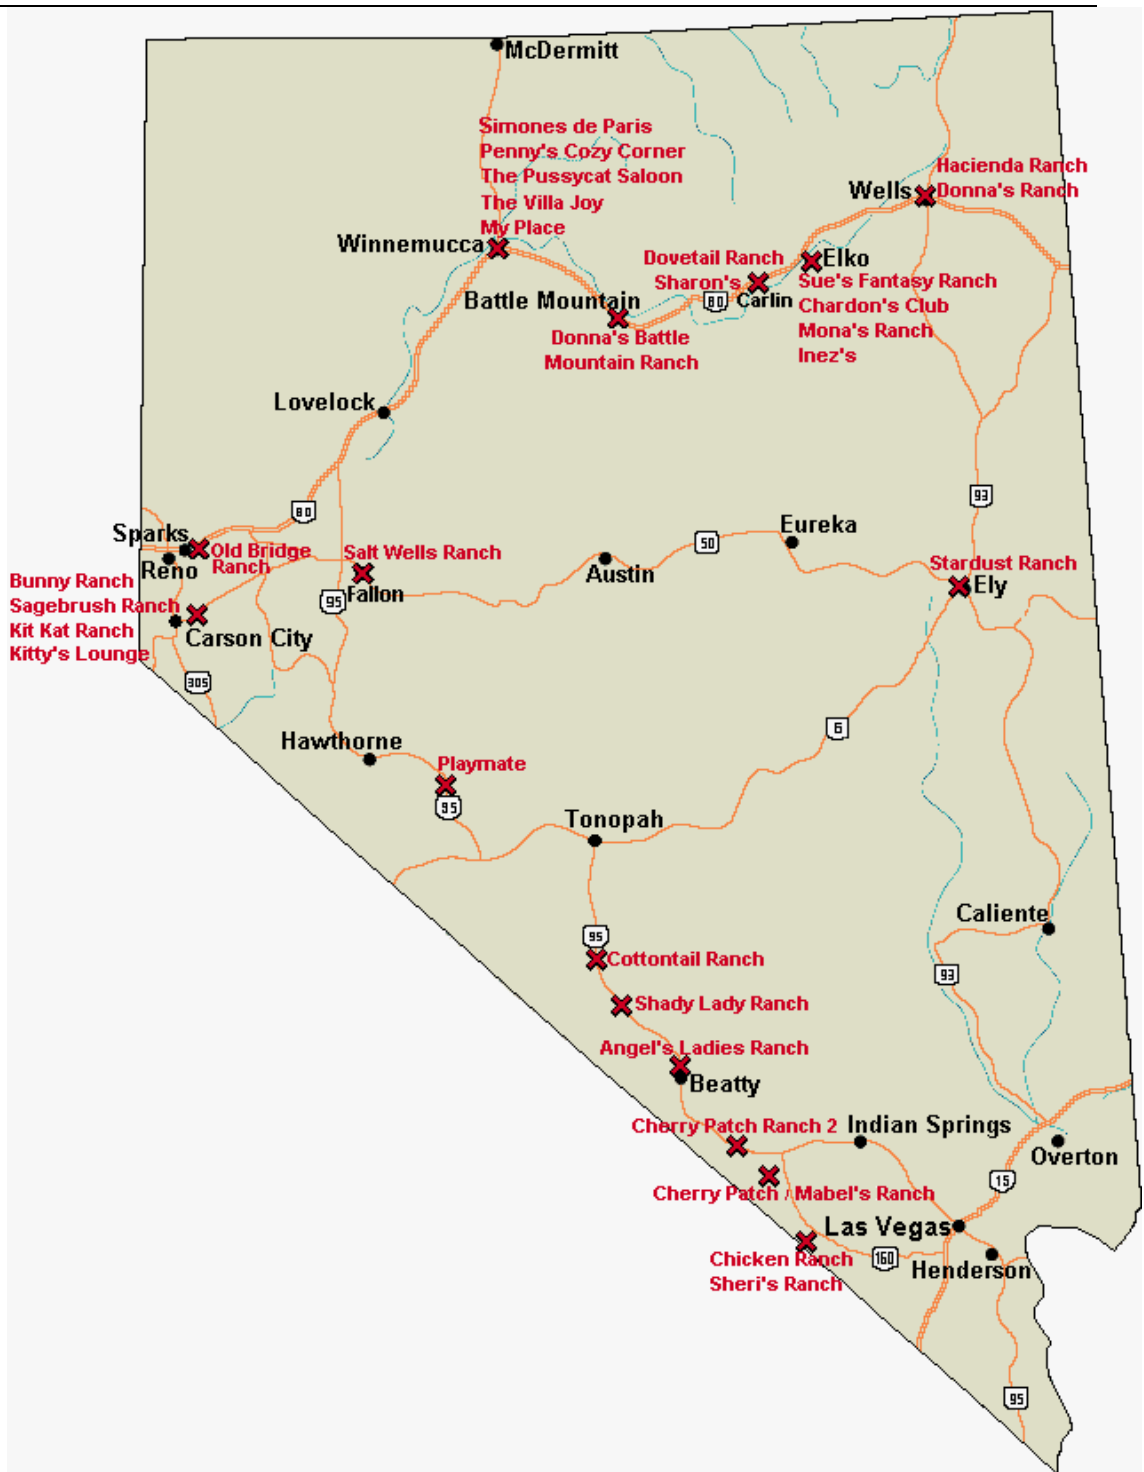 McDermitt
Simones de Paris
Penny's Cozy Corner
The Pussycat Saloon
The Villa Joy
My Place
Winnemucca
Hacienda Ranch
Wells
Donna's Ranch
Dovetail Ranch
Sharon's
Elko
Carlin
80
Sue's Fantasy Ranch
Chardon's Club
Mona's Ranch
Inez's
Battle Mountain
Donna's Battle
Mountain Ranch
Lovelock
93
80
Sparks
Old Bridge
Ranch
Reno
Salt Wells Ranch
Fallon
95
Austin
50
Eureka
Stardust Ranch
Ely
Bunny Ranch
Sagebrush Ranch
Kit Kat Ranch
Kitty's Lounge
Carson City
305
6
Hawthorne
Playmate
95
Tonopah
Caliente
95
Cottontail Ranch
93
Shady Lady Ranch
Angel's Ladies Ranch
Beatty
Cherry Patch Ranch 2
Indian Springs
Overton
Cherry Patch / Mabel's Ranch
15
Las Vegas
Chicken Ranch
Sheri's Ranch
160
Henderson
95